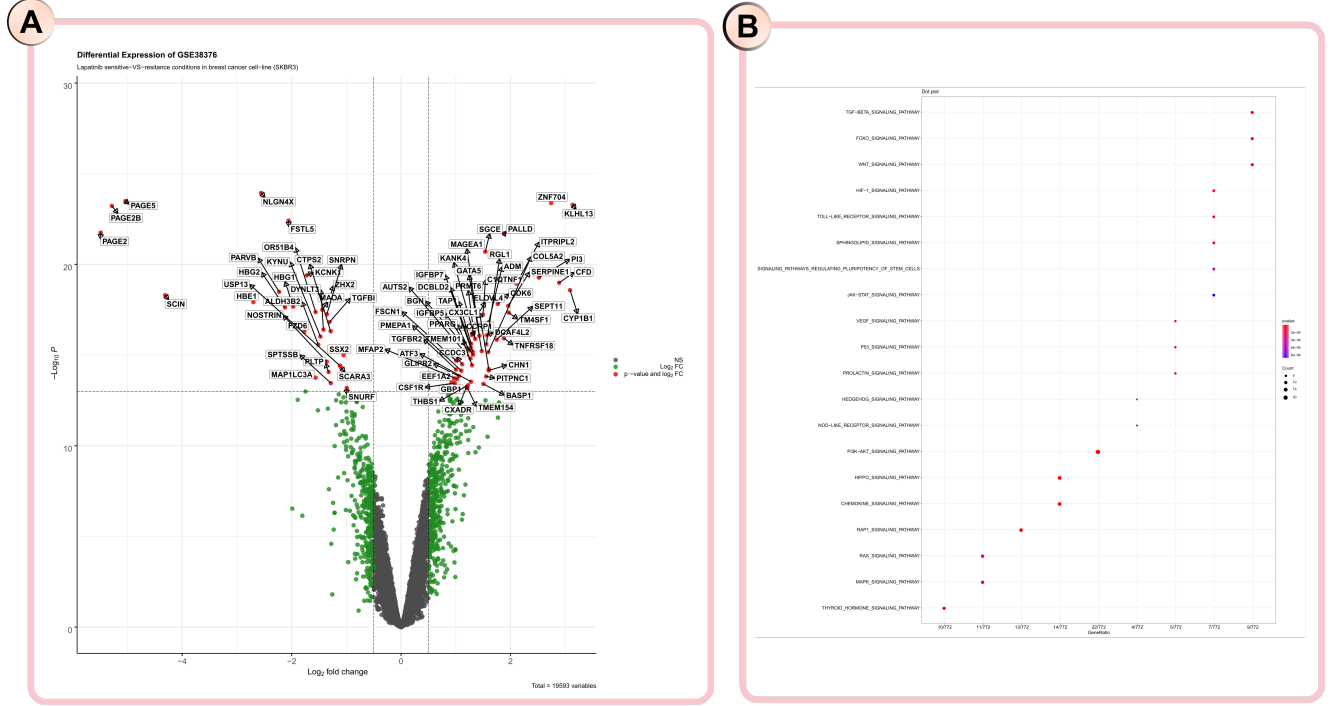 A
Differential Expression of GSE38376
Lapatinib sensitive−VS−resitance conditions in breast cancer cell−line (SKBR3)
30
20
10
0
−Log10 P
−4
−2
0
2
Log2 fold change
Total = 19593 variables
NS
Log2 FC
p −value and log2 FC
NLGN4X
PAGE5
PAGE2B
PAGE2
FSTL5
SCIN
ZNF704
KLHL13
SGCE
PALLD
OR51B4
MAGEA1
ITPRIPL2
PARVB
KYNU
CTPS2
SNRPN
KANK4
RGL1
COL5A2
PI3
HBG2
HBG1
KCNK1
IGFBP7
GATA5
ADM
SERPINE1
CFD
USP13
DYNLT3
ZHX2
AUTS2
DCBLD2
PRMT6
HBE1
ALDH3B2
MAOA
TGFBI
BGN
TAP1
ELOVL4
CDK6
NOSTRIN
FSCN1
IGFBP5
CX3CL1
SEPT11
CYP1B1
FZD6
PMEPA1
PPARG
TM4SF1
TGFBR2
TMEM101
DCAF4L2
SPTSSB
SSX2
MFAP2
ATF3
CCDC3
TNFRSF18
PLTP
GLIPR2
CHN1
MAP1LC3A
SCARA3
EEF1A2
PITPNC1
SNURF
CSF1R
GBP1
BASP1
THBS1
CXADR
TMEM154
B
Dot plot
TGF−BETA_SIGNALING_PATHWAY
FOXO_SIGNALING_PATHWAY
WNT_SIGNALING_PATHWAY
HIF−1_SIGNALING_PATHWAY
TOLL−LIKE_RECEPTOR_SIGNALING_PATHWAY
SPHINGOLIPID_SIGNALING_PATHWAY
SIGNALING_PATHWAYS_REGULATING_PLURIPOTENCY_OF_STEM_CELLS
JAK−STAT_SIGNALING_PATHWAY
VEGF_SIGNALING_PATHWAY
P53_SIGNALING_PATHWAY
PROLACTIN_SIGNALING_PATHWAY
HEDGEHOG_SIGNALING_PATHWAY
NOD−LIKE_RECEPTOR_SIGNALING_PATHWAY
PI3K−AKT_SIGNALING_PATHWAY
HIPPO_SIGNALING_PATHWAY
CHEMOKINE_SIGNALING_PATHWAY
RAP1_SIGNALING_PATHWAY
RAS_SIGNALING_PATHWAY
MAPK_SIGNALING_PATHWAY
THYROID_HORMONE_SIGNALING_PATHWAY
10/772
11/772
13/772
14/772
22/772
4/772
5/772
7/772
9/772
GeneRatio
pvalue
Count
5
10
15
20